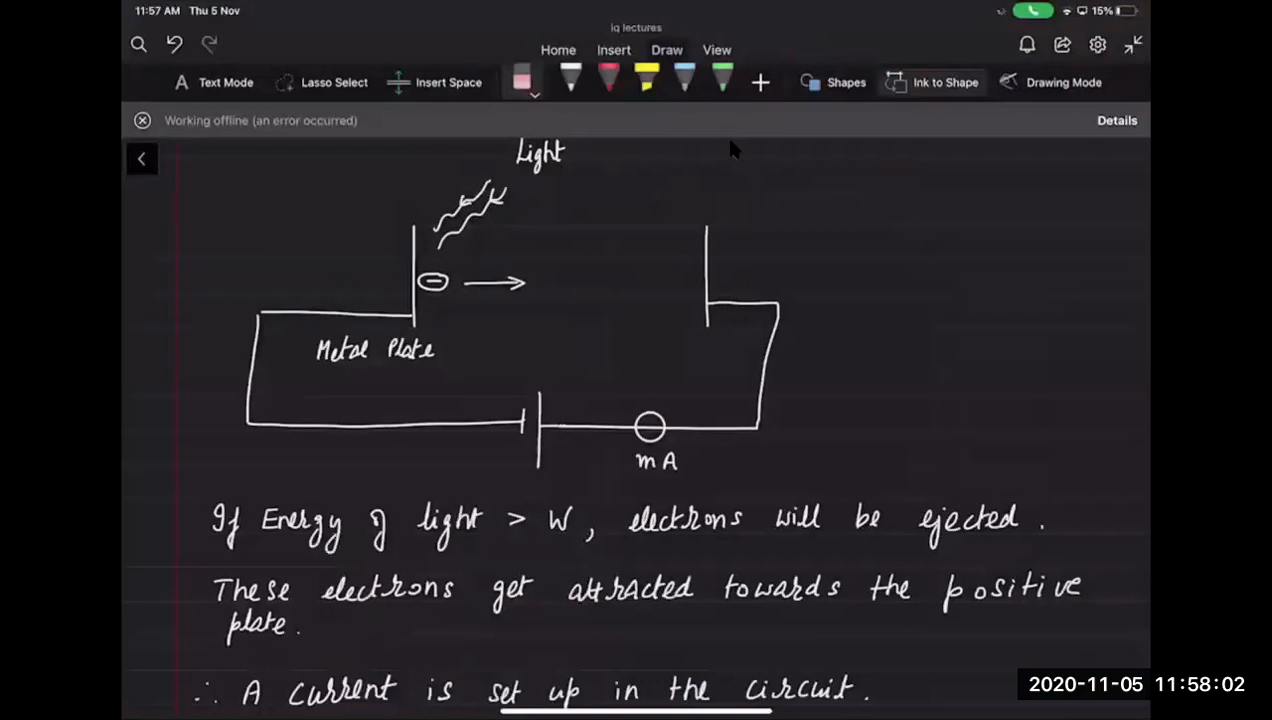 11:57 AM Thu 5 Nov
15%
iq lectures
Home Insert Draw View
Text Mode Lasso Select Insert Space Shapes Ink to Shape Drawing Mode
Working offline (an error occurred) Details
Light
Metal Plate
mA
If Energy of light > W, electrons will be ejected.
These electrons get attracted towards the positive
plate.
∴ A current is set up in the circuit.
2020-11-05 11:58:02